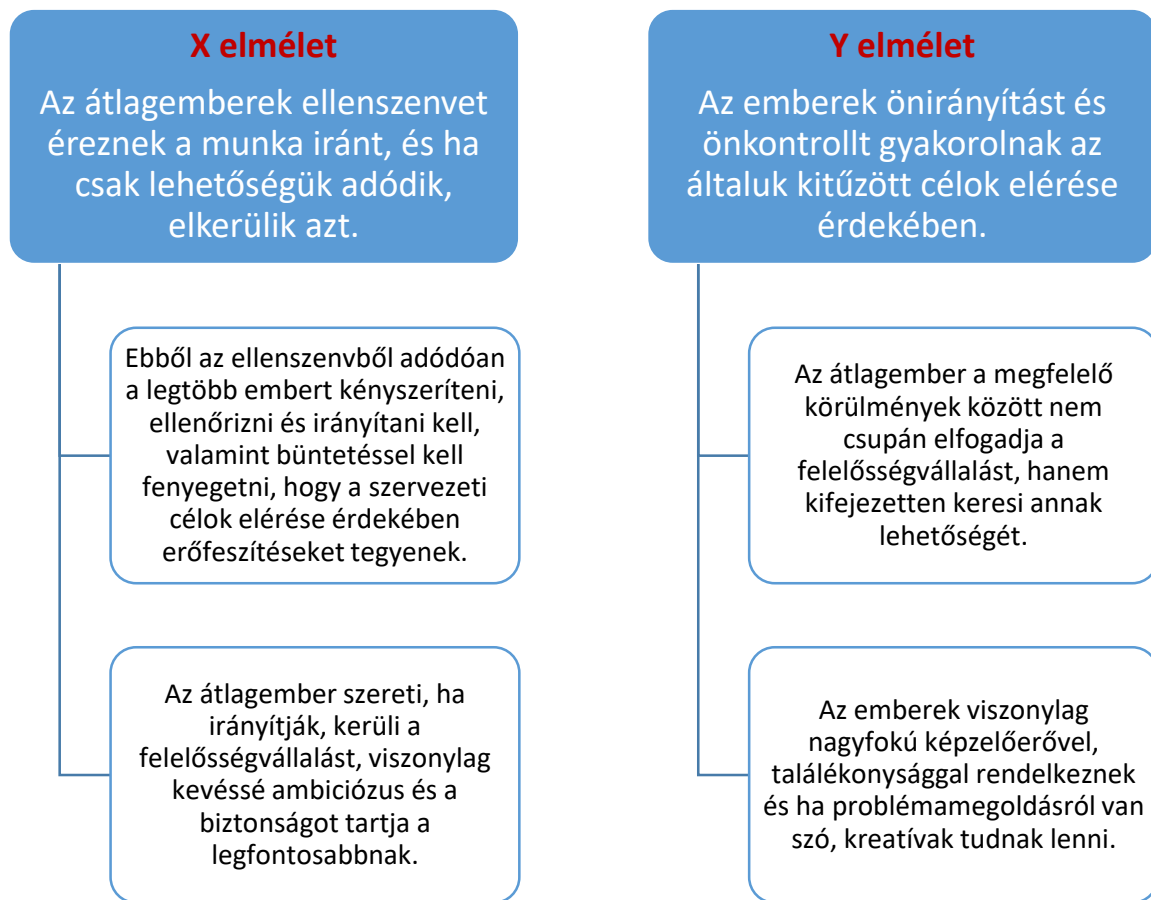 X elmélet
Az átlagemberek ellenszenvet
éreznek a munka iránt, és ha
csak lehetőségük adódik,
elkerülik azt.
Ebből az ellenszenvből adódóan
a legtöbb embert kényszeríteni,
ellenőrizni és irányítani kell,
valamint büntetéssel kell
fenyegetni, hogy a szervezeti
célok elérése érdekében
erőfeszítéseket tegyenek.
Az átlagember szereti, ha
irányítják, kerüli a
felelősségvállalást, viszonylag
kevéssé ambiciózus és a
biztonságot tartja a
legfontosabbnak.
Y elmélet
Az emberek önirányítást és
önkontrollt gyakorolnak az
általuk kitűzött célok elérése
érdekében.
Az átlagember a megfelelő
körülmények között nem
csupán elfogadja a
felelősségvállalást, hanem
kifejezetten keresi annak
lehetőségét.
Az emberek viszonylag
nagyfokú képzelőerővel,
találékonysággal rendelkeznek
és ha problémamegoldásról van
szó, kreatívak tudnak lenni.